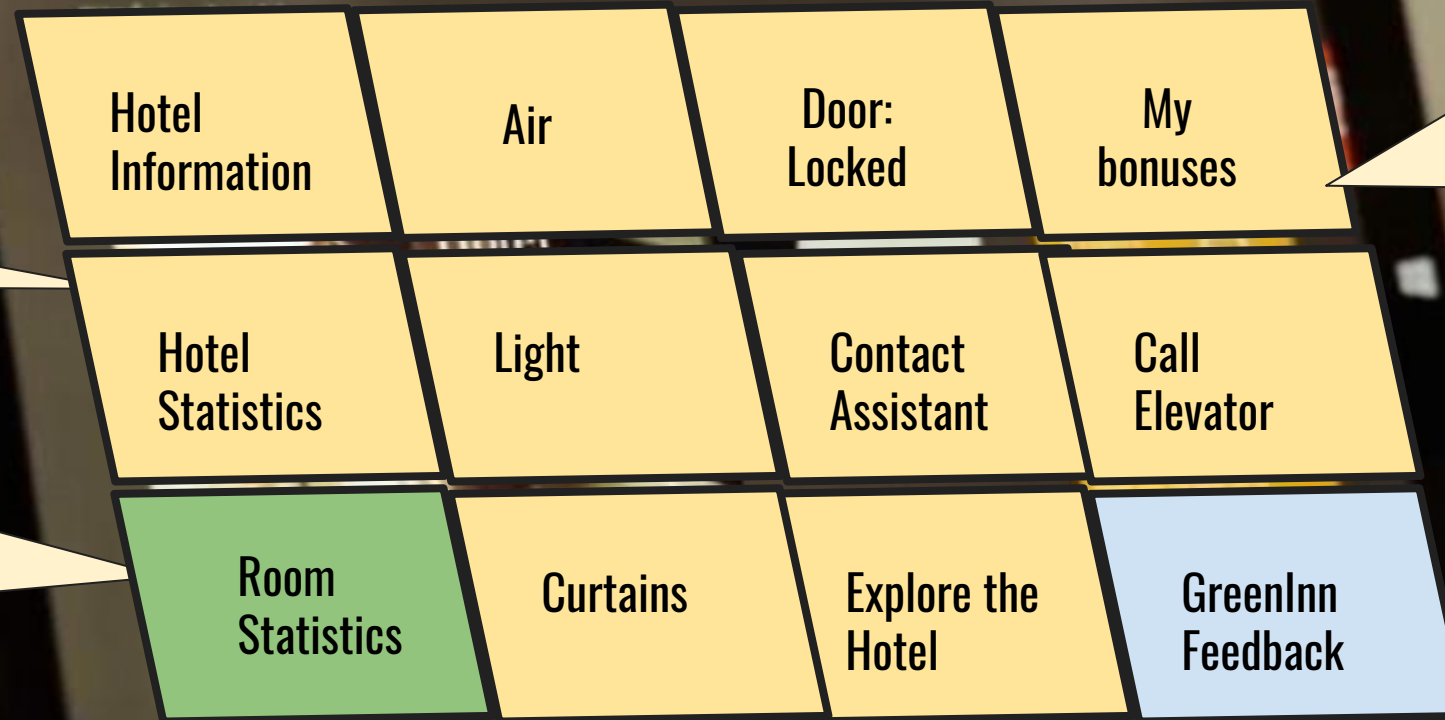 Hotel
Information
Air
Door:
Locked
My
bonuses
Hotel
Statistics
Light
Contact
Assistant
Call
Elevator
Room
Statistics
Curtains
Explore the
Hotel
GreenInn
Feedback